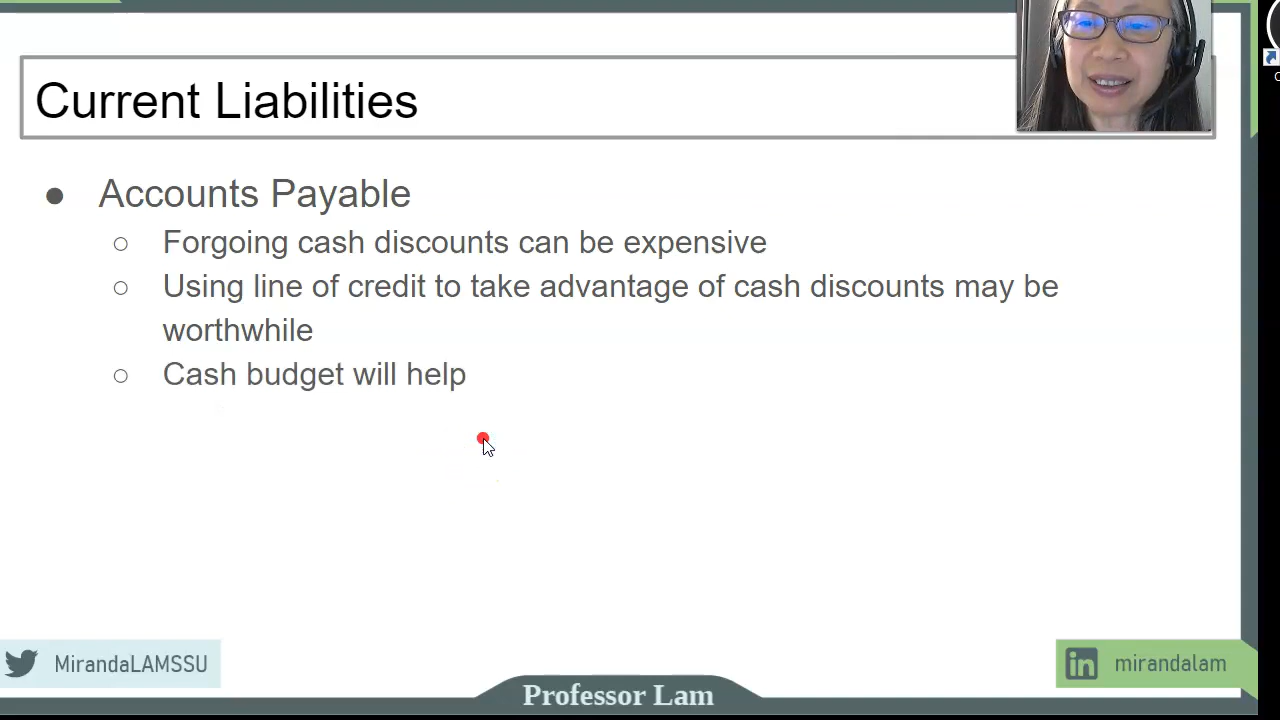 Current Liabilities
● Accounts Payable
○ Forgoing cash discounts can be expensive
○ Using line of credit to take advantage of cash discounts may be
worthwhile
○ Cash budget will help
MirandaLAMSSU
in mirandalam
Professor Lam